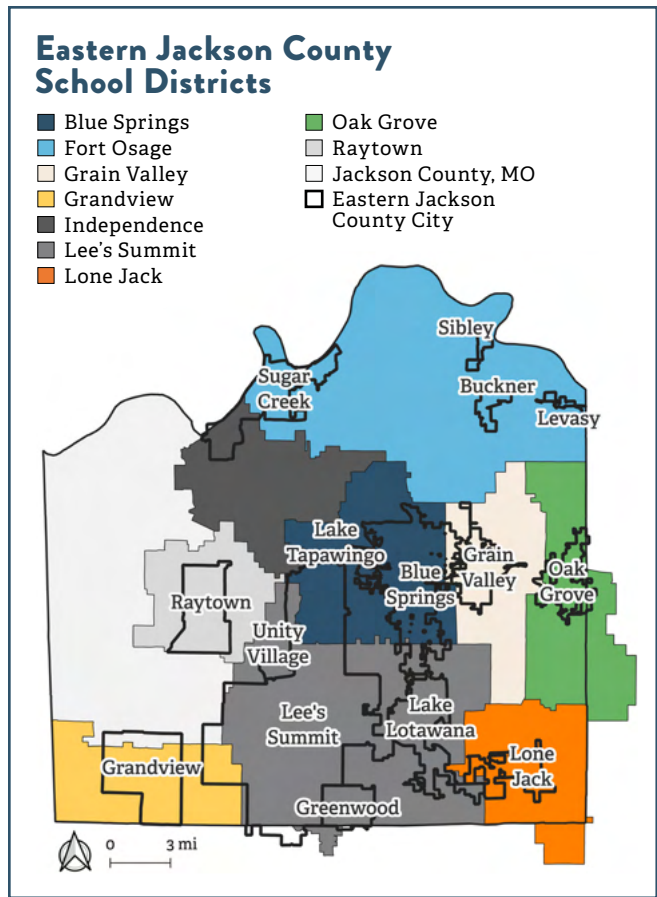 Eastern Jackson County
School Districts
Blue Springs
Fort Osage
Grain Valley
Grandview
Independence
Lee's Summit
Lone Jack
Oak Grove
Raytown
Jackson County, MO
Eastern Jackson
County City
Sibley
Sugar
Creek
Buckner
Levasy
Lake
Tapawingo
Blue
Springs
Grain
Valley
Oak
Grove
Raytown
Unity
Village
Lee's
Summit
Lake
Lotawana
Lone
Jack
Grandview
Greenwood
0 3 mi